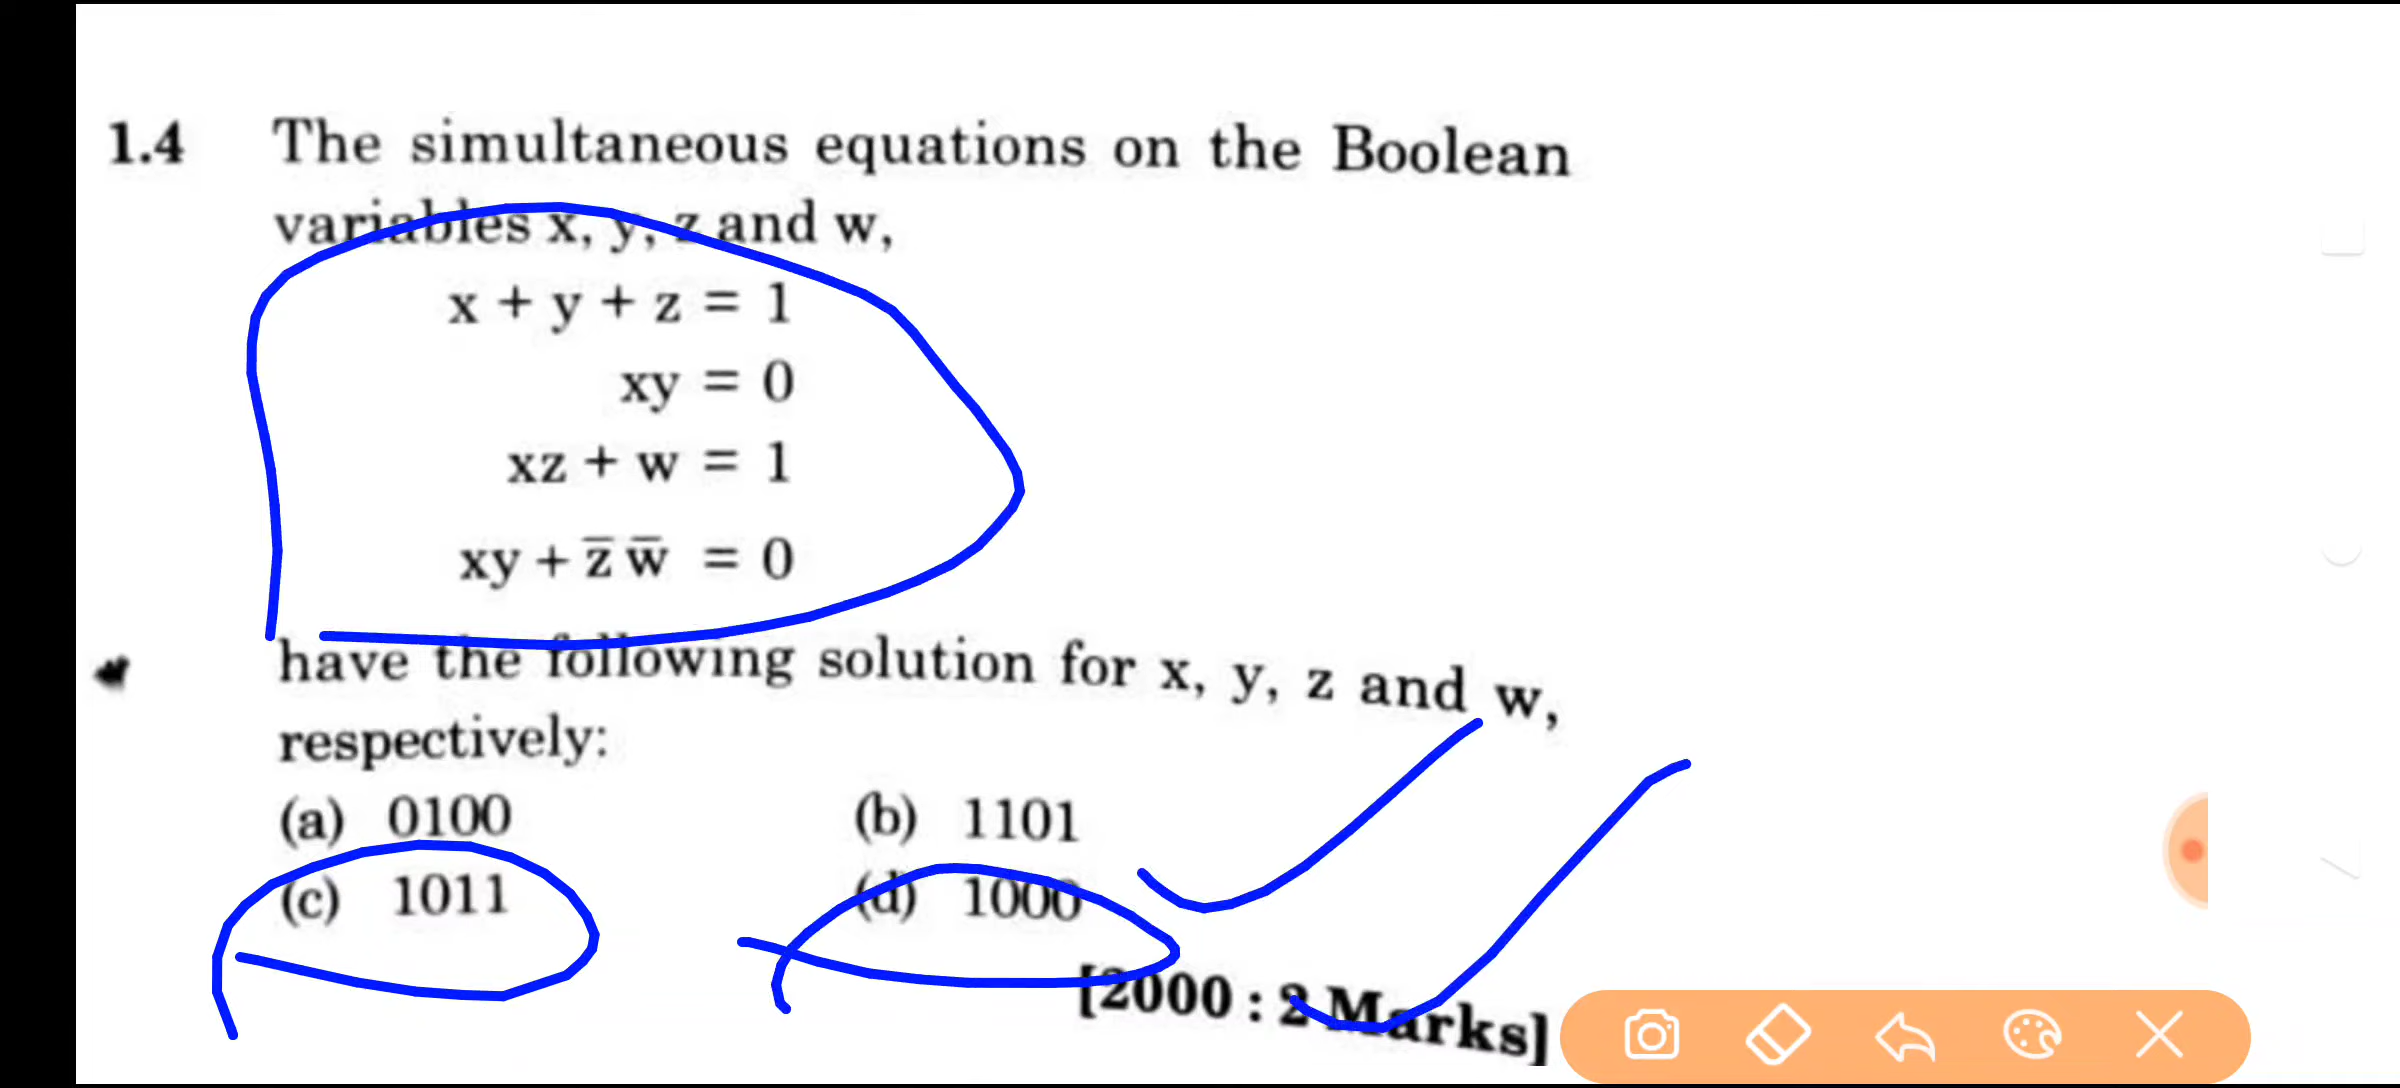 1.4 The simultaneous equations on the Boolean
variables x, y, z and w,
x + y + z = 1
xy = 0
xz + w = 1
xy + z̅ w̅ = 0
have the following solution for x, y, z and w,
respectively:
(a) 0100 (b) 1101
(c) 1011 (d) 1000
[2000 : 2 Marks]